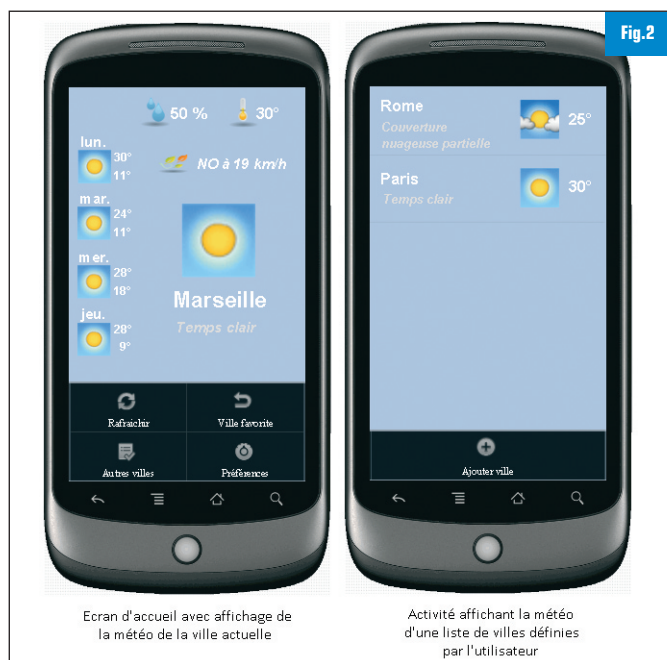 Fig.2
50 %
30°
lun.
30°
11°
NO à 19 km/h
mar.
24°
11°
mer.
28°
18°
jeu.
28°
9°
Marseille
Temps clair
Rafraichir
Ville favorite
Autres villes
Préférences
Rome
Couverture
nuageuse partielle
25°
Paris
Temps clair
30°
Ajouter ville
Ecran d'accueil avec affichage de
la météo de la ville actuelle
Activité affichant la météo
d'une liste de villes définies
par l'utilisateur